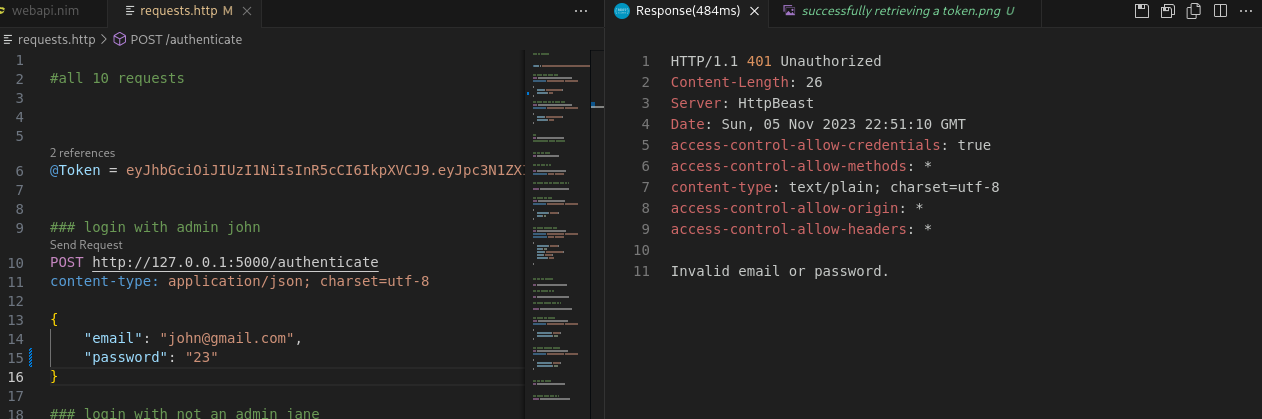 webapi.nim
requests.http M
requests.http > POST /authenticate
1
2 #all 10 requests
3
4
5
2 references
6 @Token = eyJhbGciOiJIUzI1NiIsInR5cCI6IkpXVCJ9.eyJpc3N1ZX
7
8
9 ### login with admin john
Send Request
10 POST http://127.0.0.1:5000/authenticate
11 content-type: application/json; charset=utf-8
12
13 {
14 "email": "john@gmail.com",
15 "password": "23"
16 }
17
18 ### login with not an admin jane
Response(484ms)
successfully retrieving a token.png U
1 HTTP/1.1 401 Unauthorized
2 Content-Length: 26
3 Server: HttpBeast
4 Date: Sun, 05 Nov 2023 22:51:10 GMT
5 access-control-allow-credentials: true
6 access-control-allow-methods: *
7 content-type: text/plain; charset=utf-8
8 access-control-allow-origin: *
9 access-control-allow-headers: *
10
11 Invalid email or password.